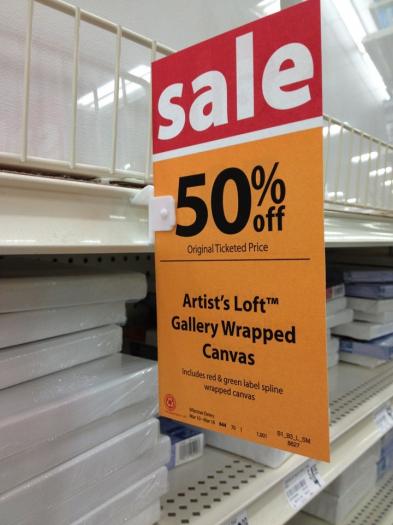 sale
50% off
Original Ticketed Price
Artist's Loft™
Gallery Wrapped
Canvas
Includes red & green label spline
wrapped canvas